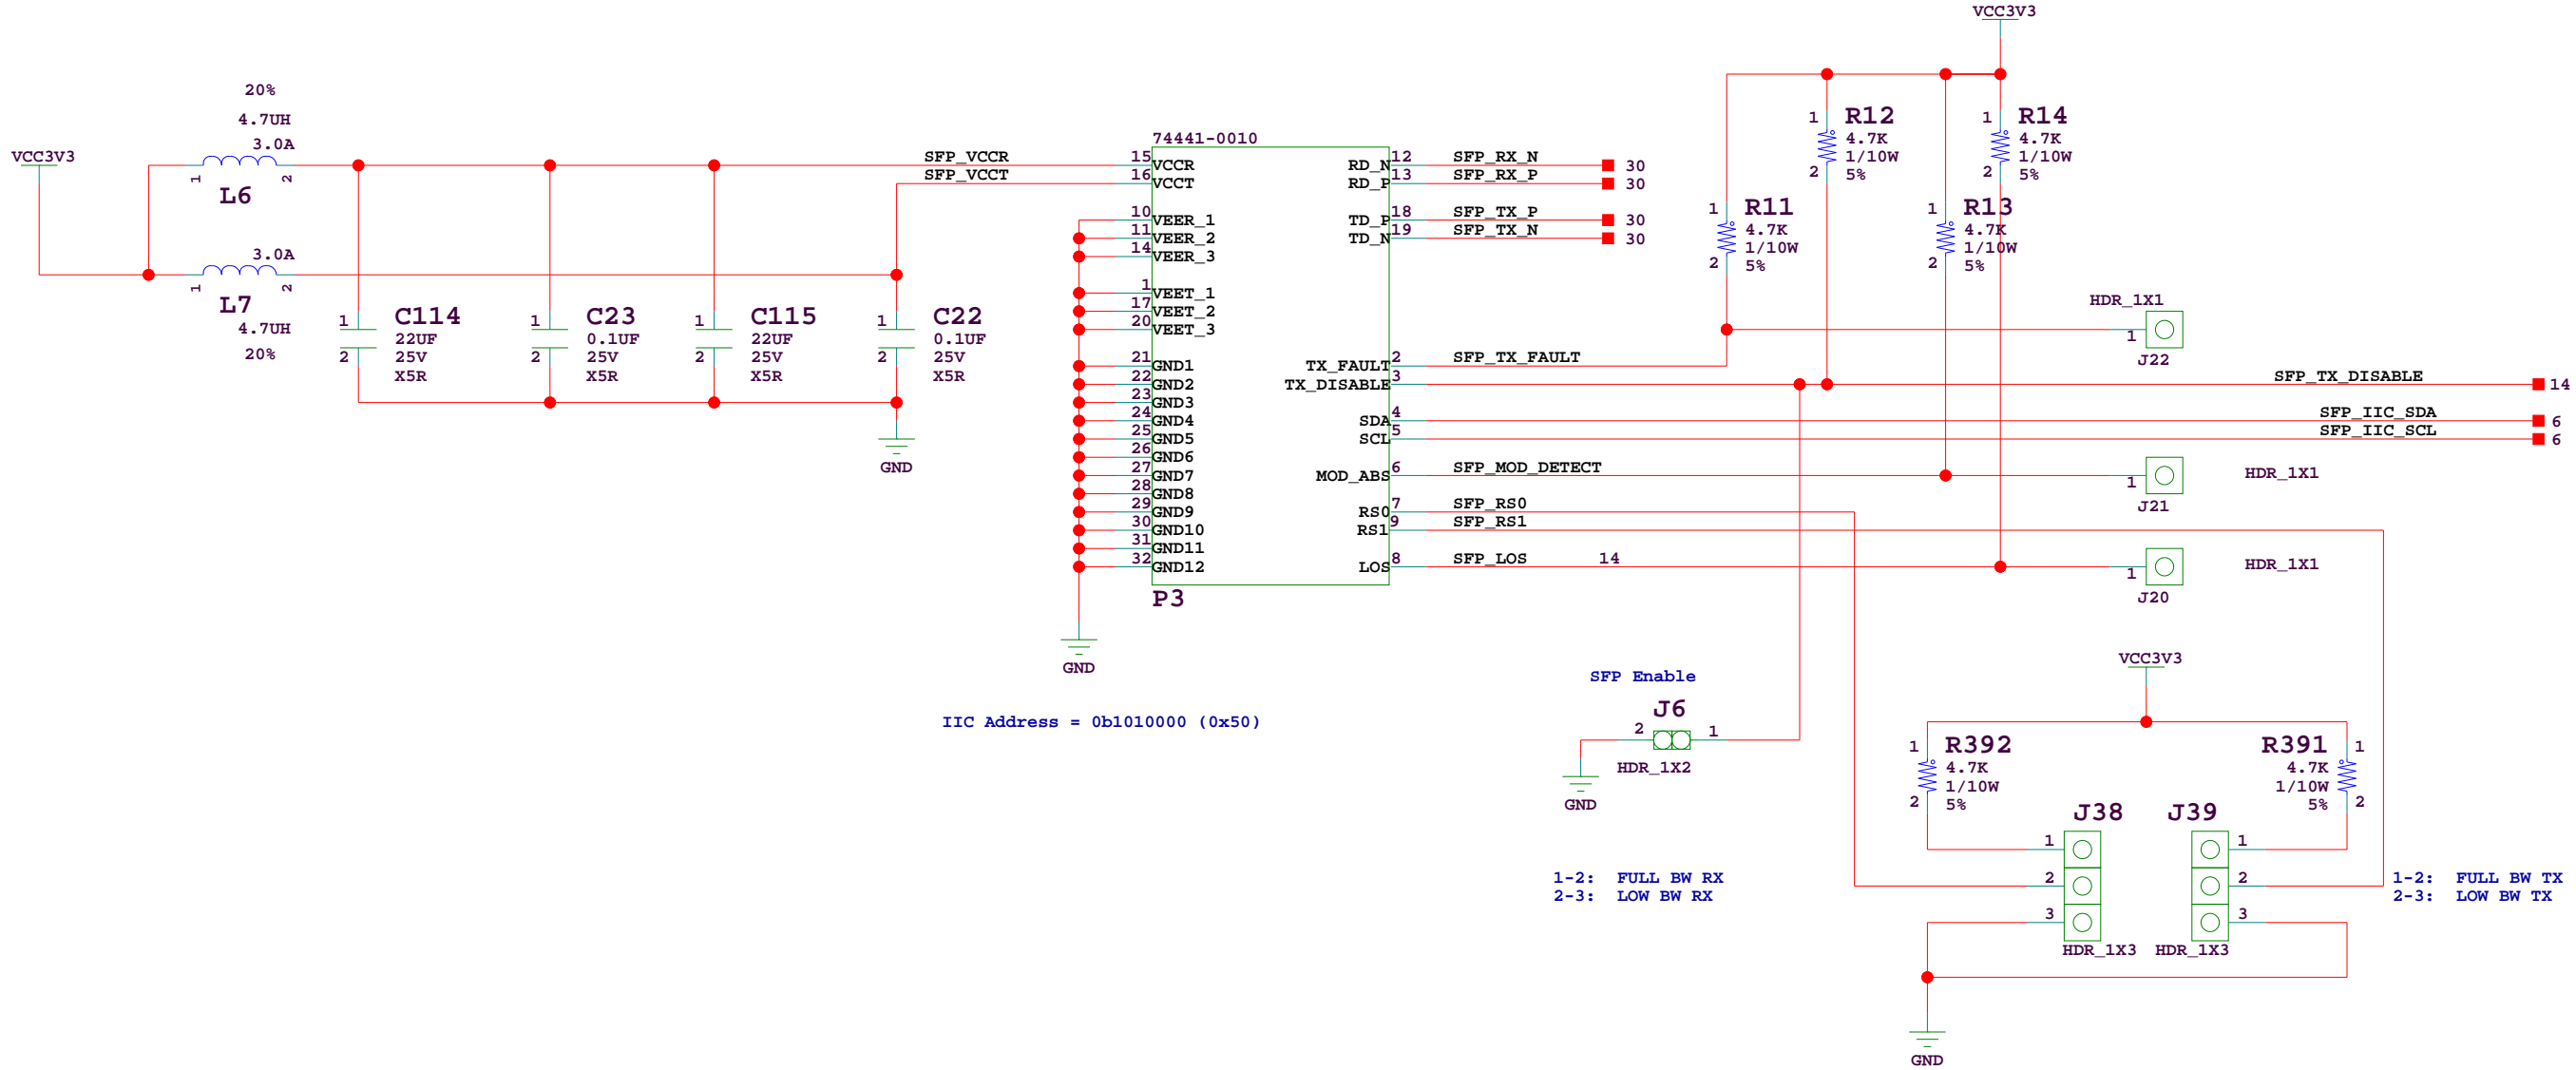 VCC3V3
20%
4.7UH
3.0A
1
2
L6
VCC3V3
3.0A
1
2
L7
4.7UH
20%
1
2
C114
22UF
25V
X5R
1
2
C23
0.1UF
25V
X5R
1
2
C115
22UF
25V
X5R
1
2
C22
0.1UF
25V
X5R
GND
SFP_VCCR
SFP_VCCT
74441-0010
15 VCCR
16 VCCT
10 VEER_1
11 VEER_2
14 VEER_3
1 VEET_1
17 VEET_2
20 VEET_3
21 GND1
22 GND2
23 GND3
24 GND4
25 GND5
26 GND6
27 GND7
28 GND8
29 GND9
30 GND10
31 GND11
32 GND12
P3
GND
RD_N 12 SFP_RX_N 30
RD_P 13 SFP_RX_P 30
TD_P 18 SFP_TX_P 30
TD_N 19 SFP_TX_N 30
TX_FAULT 2 SFP_TX_FAULT
TX_DISABLE 3 SFP_TX_DISABLE 14
SDA 4 SFP_IIC_SDA 6
SCL 5 SFP_IIC_SCL 6
MOD_ABS 6 SFP_MOD_DETECT
RS0 7 SFP_RS0
RS1 9 SFP_RS1
LOS 8 SFP_LOS 14
1
2
R11
4.7K
1/10W
5%
1
2
R12
4.7K
1/10W
5%
1
2
R13
4.7K
1/10W
5%
1
2
R14
4.7K
1/10W
5%
HDR_1X1
1
J22
HDR_1X1
1
J21
HDR_1X1
1
J20
IIC Address = 0b1010000 (0x50)
SFP Enable
J6
2
1
HDR_1X2
GND
VCC3V3
1
2
R392
4.7K
1/10W
5%
1
2
R391
4.7K
1/10W
5%
J38
1
2
3
HDR_1X3
J39
1
2
3
HDR_1X3
1-2: FULL BW RX
2-3: LOW BW RX
1-2: FULL BW TX
2-3: LOW BW TX
GND